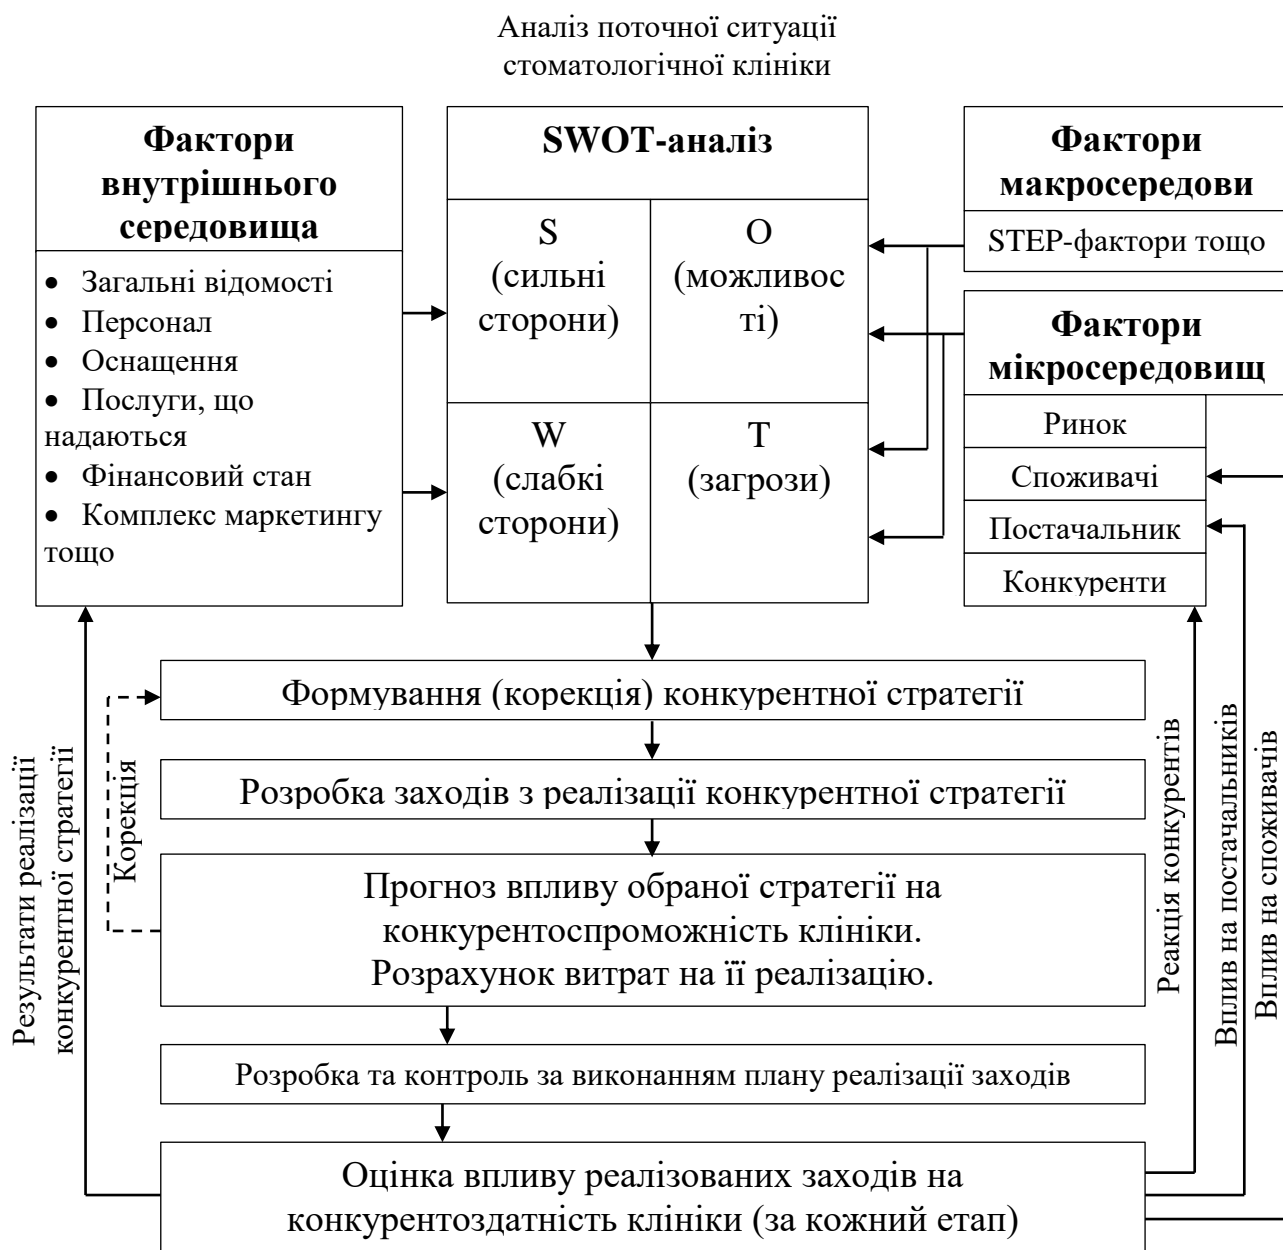 Аналіз поточної ситуації
стоматологічної клініки
Фактори
внутрішнього
середовища
• Загальні відомості
• Персонал
• Оснащення
• Послуги, що
надаються
• Фінансовий стан
• Комплекс маркетингу
тощо
SWOT-аналіз
S
(сильні
сторони)
O
(можливос
ті)
W
(слабкі
сторони)
T
(загрози)
Фактори
макросередови
STEP-фактори тощо
Фактори
мікросередовищ
Ринок
Споживачі
Постачальник
Конкуренти
Формування (корекція) конкурентної стратегії
Розробка заходів з реалізації конкурентної стратегії
Прогноз впливу обраної стратегії на
конкурентоспроможність клініки.
Розрахунок витрат на її реалізацію.
Розробка та контроль за виконанням плану реалізації заходів
Оцінка впливу реалізованих заходів на
конкурентоздатність клініки (за кожний етап)
Результати реалізації
конкурентної стратегії
Корекція
Реакція конкурентів
Вплив на постачальників
Вплив на споживачів